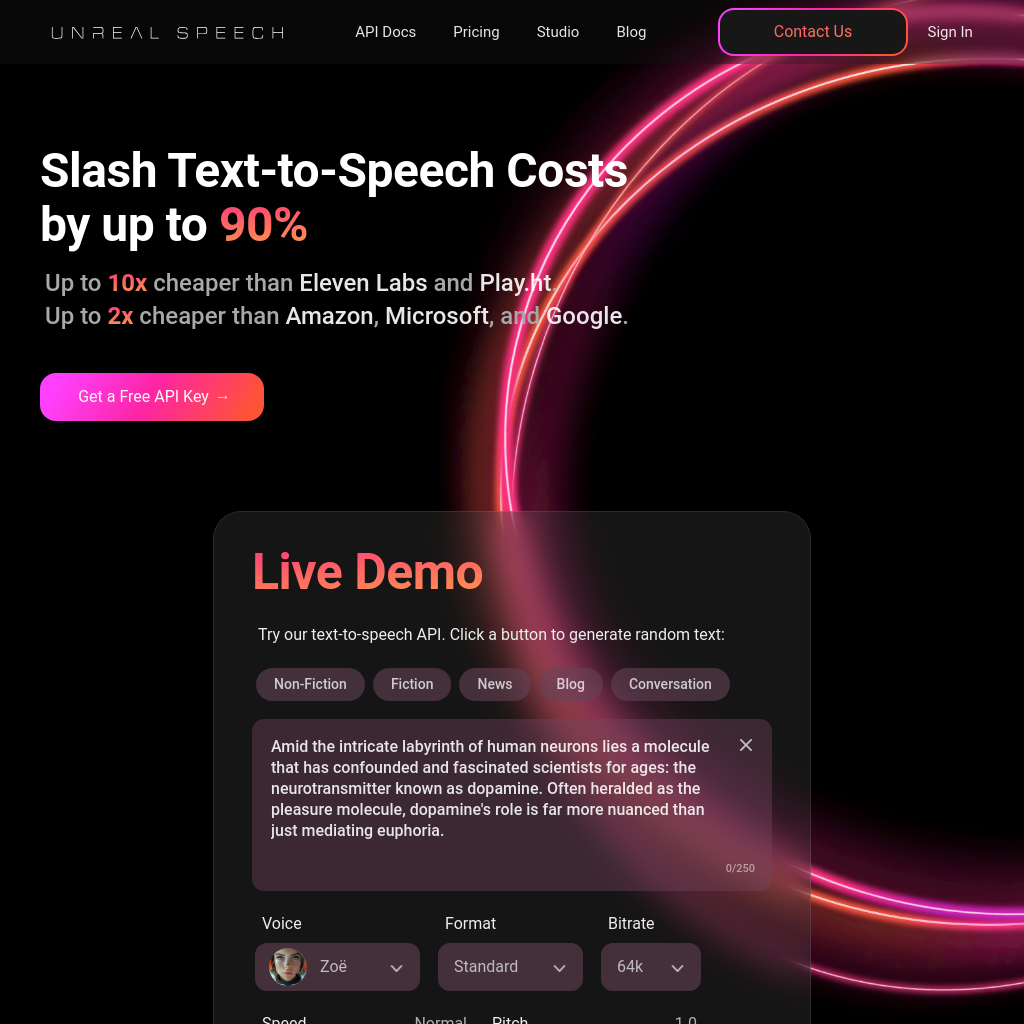 UNREAL SPEECH
API Docs
Pricing
Studio
Blog
Contact Us
Sign In
Slash Text-to-Speech Costs
by up to 90%
Up to 10x cheaper than Eleven Labs and Play.ht.
Up to 2x cheaper than Amazon, Microsoft, and Google.
Get a Free API Key →
Live Demo
Try our text-to-speech API. Click a button to generate random text:
Non-Fiction
Fiction
News
Blog
Conversation
Amid the intricate labyrinth of human neurons lies a molecule
that has confounded and fascinated scientists for ages: the
neurotransmitter known as dopamine. Often heralded as the
pleasure molecule, dopamine's role is far more nuanced than
just mediating euphoria.
0/250
Voice
Format
Bitrate
Zoë
Standard
64k
Speed
Normal
Pitch
1.0